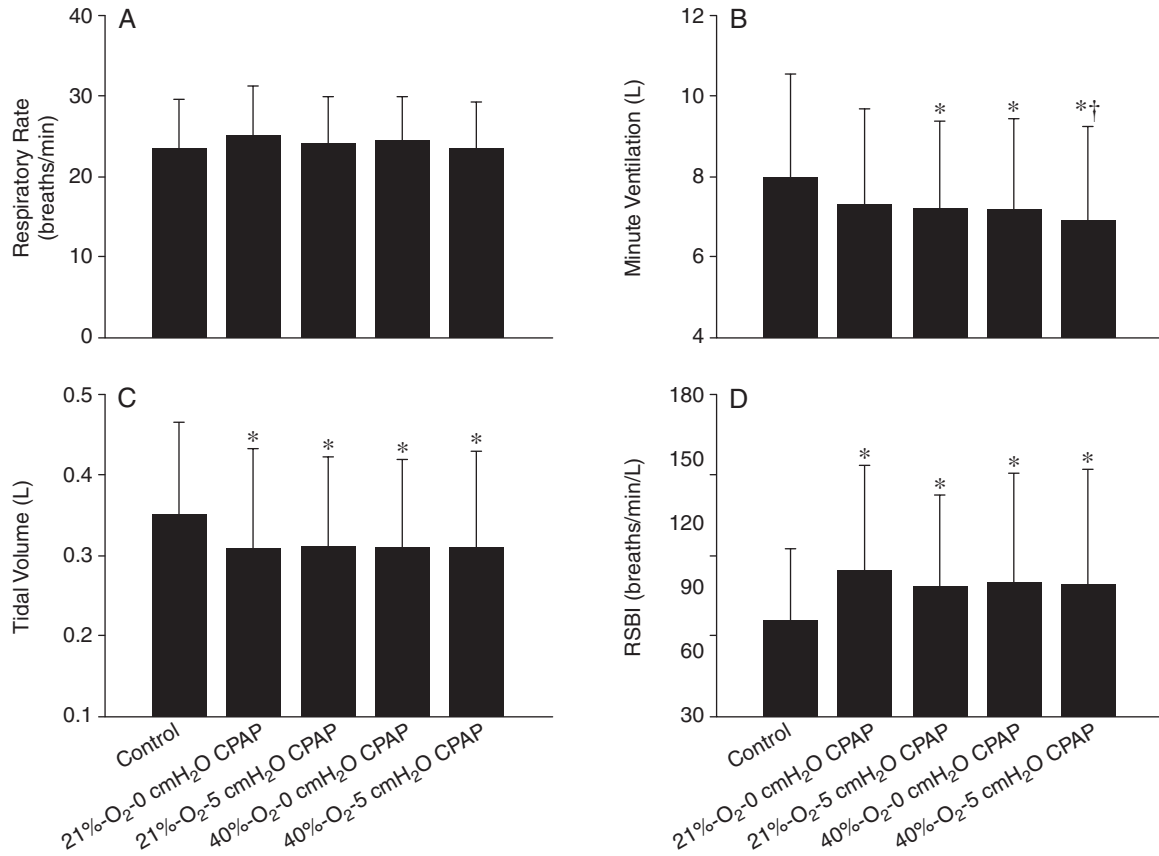 A
Respiratory Rate
(breaths/min)
40
30
20
10
0
B
Minute Ventilation (L)
12
10
8
6
4
*
*
*†
C
Tidal Volume (L)
0.5
0.4
0.3
0.2
0.1
*
*
*
*
Control
21%-O₂-0 cmH₂O CPAP
21%-O₂-5 cmH₂O CPAP
40%-O₂-0 cmH₂O CPAP
40%-O₂-5 cmH₂O CPAP
D
RSBI (breaths/min/L)
180
150
120
90
60
30
*
*
*
*
Control
21%-O₂-0 cmH₂O CPAP
21%-O₂-5 cmH₂O CPAP
40%-O₂-0 cmH₂O CPAP
40%-O₂-5 cmH₂O CPAP